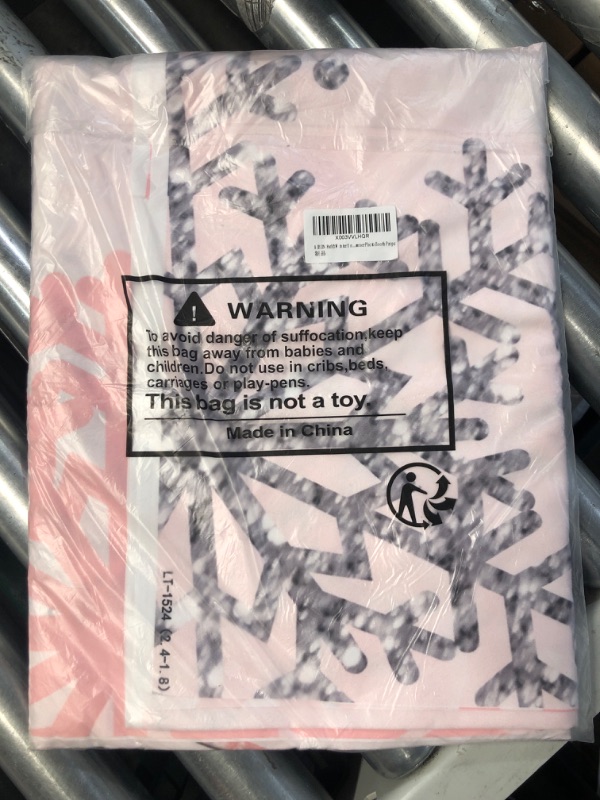 X003VVLHGR
WARNING
To avoid danger of suffocation,keep
this bag away from babies and
children.Do not use in cribs,beds,
carriages or play-pens.
This bag is not a toy.
Made in China
LT-1524 (2.4-1.8)